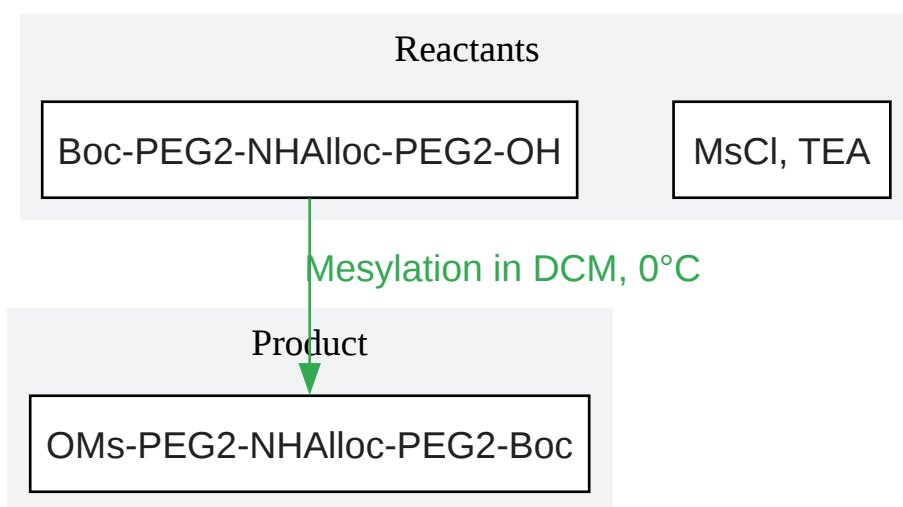 Reactants
Boc-PEG2-NHAlloc-PEG2-OH
MsCl, TEA
Mesylation in DCM, 0°C
Product
OMs-PEG2-NHAlloc-PEG2-Boc